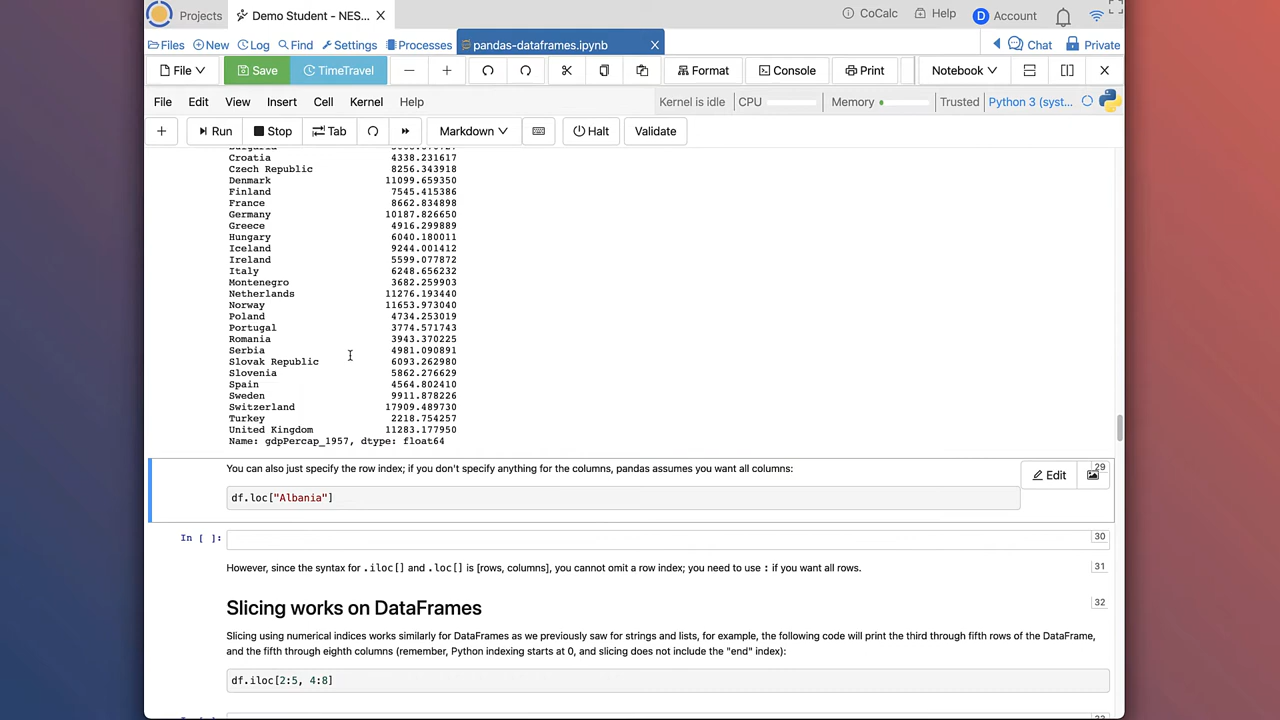 Projects
Demo Student - NES...
CoCalc
Help
Account
D
Files
New
Log
Find
Settings
Processes
pandas-dataframes.ipynb
Chat
Private
File
Save
TimeTravel
Format
Console
Print
Notebook
File
Edit
View
Insert
Cell
Kernel
Help
Kernel is idle
CPU
Memory
Trusted
Python 3 (syst...
Run
Stop
Tab
Markdown
Halt
Validate
Croatia 4338.231617
Czech Republic 8256.343918
Denmark 11099.659350
Finland 7545.415386
France 8662.834898
Germany 10187.826650
Greece 4916.299889
Hungary 6040.180011
Iceland 9244.001412
Ireland 5599.077872
Italy 6248.656232
Montenegro 3682.259903
Netherlands 11276.193440
Norway 11653.973040
Poland 4734.253019
Portugal 3774.571743
Romania 3943.370225
Serbia 4981.090891
Slovak Republic 6093.262980
Slovenia 5862.276629
Spain 4564.802410
Sweden 9911.878226
Switzerland 17909.489730
Turkey 2218.754257
United Kingdom 11283.177950
Name: gdpPercap_1957, dtype: float64
You can also just specify the row index; if you don't specify anything for the columns, pandas assumes you want all columns:
Edit
29
df.loc["Albania"]
In [ ]:
30
However, since the syntax for .iloc[] and .loc[] is [rows, columns], you cannot omit a row index; you need to use : if you want all rows.
31
Slicing works on DataFrames
32
Slicing using numerical indices works similarly for DataFrames as we previously saw for strings and lists, for example, the following code will print the third through fifth rows of the DataFrame,
and the fifth through eighth columns (remember, Python indexing starts at 0, and slicing does not include the "end" index):
df.iloc[2:5, 4:8]